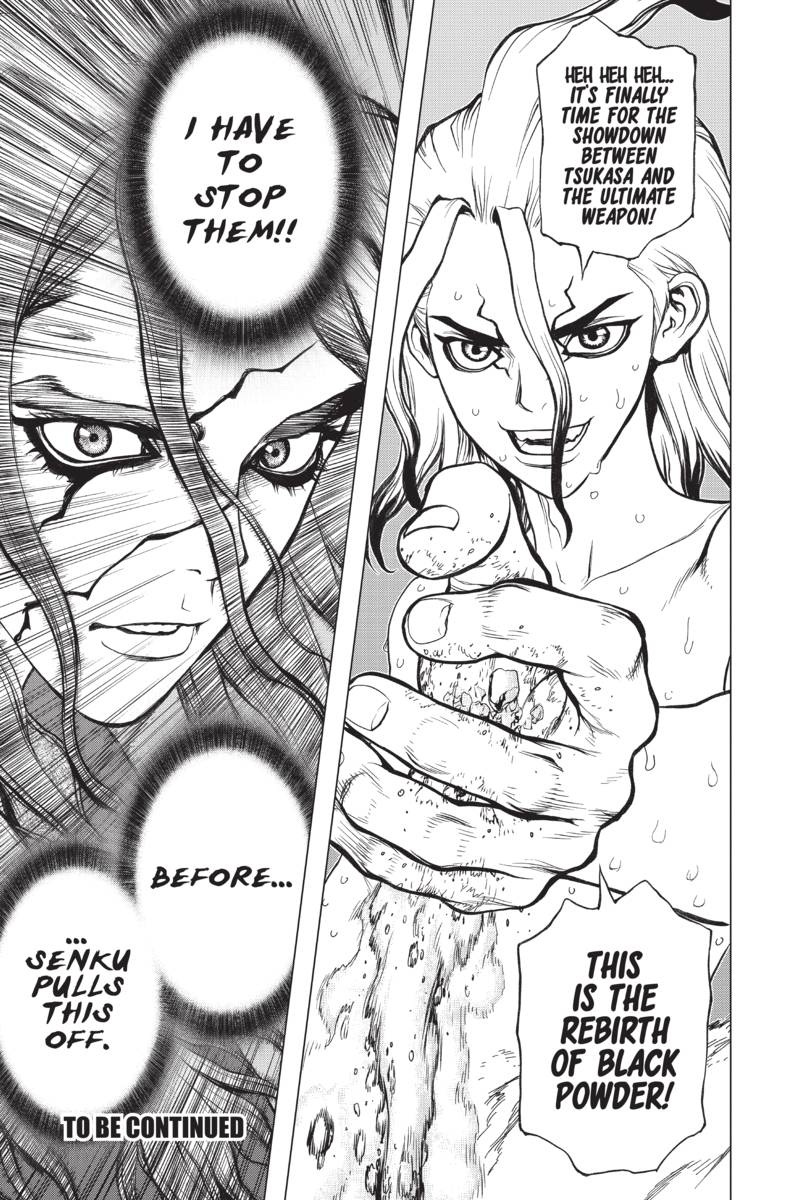 HEH HEH HEH...
IT'S FINALLY
TIME FOR THE
SHOWDOWN
BETWEEN
TSUKASA AND
THE ULTIMATE
WEAPON!
THIS
IS THE
REBIRTH
OF BLACK
POWDER!
I HAVE
TO
STOP
THEM!!
BEFORE...
...
SENKU
PULLS
THIS
OFF.
TO BE CONTINUED